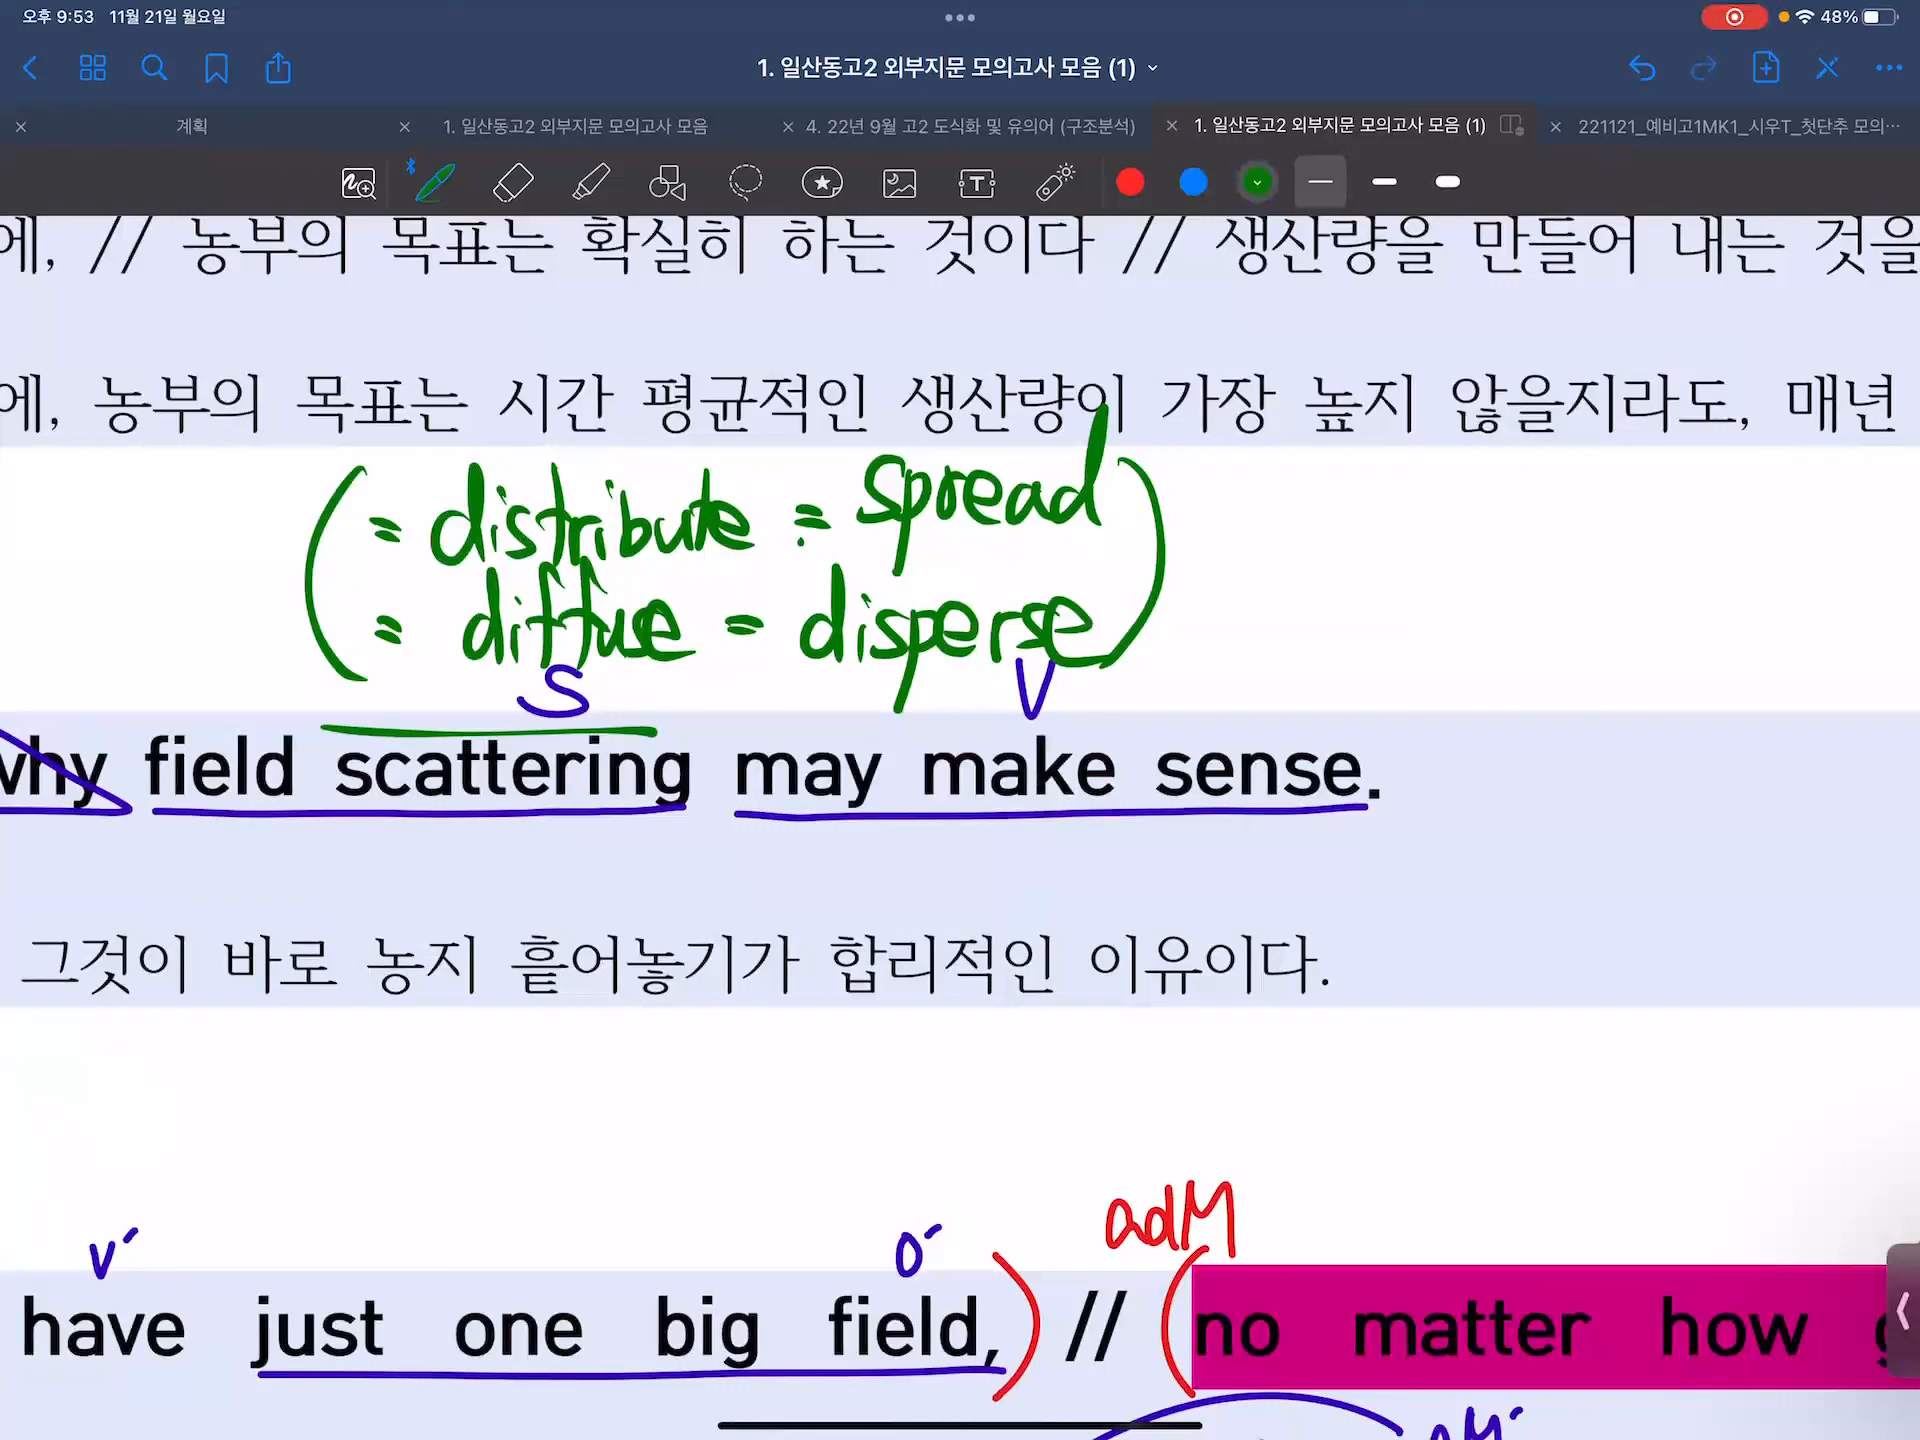 오후 9:53 11월 21일 월요일
48%
1. 일산동고2 외부지문 모의고사 모음 (1)
계획
1. 일산동고2 외부지문 모의고사 모음
4. 22년 9월 고2 도식화 및 유의어 (구조분석)
1. 일산동고2 외부지문 모의고사 모음 (1)
221121_예비고1MK1_시우T_첫단추 모의…
에, // 농부의 목표는 확실히 하는 것이다 // 생산량을 만들어 내는 것을
에, 농부의 목표는 시간 평균적인 생산량이 가장 높지 않을지라도, 매년
( = distribute = spread
= diffuse = disperse )
S V
why field scattering may make sense.
그것이 바로 농지 흩어놓기가 합리적인 이유이다.
adM
v′ o′
have just one big field,) // (no matter how